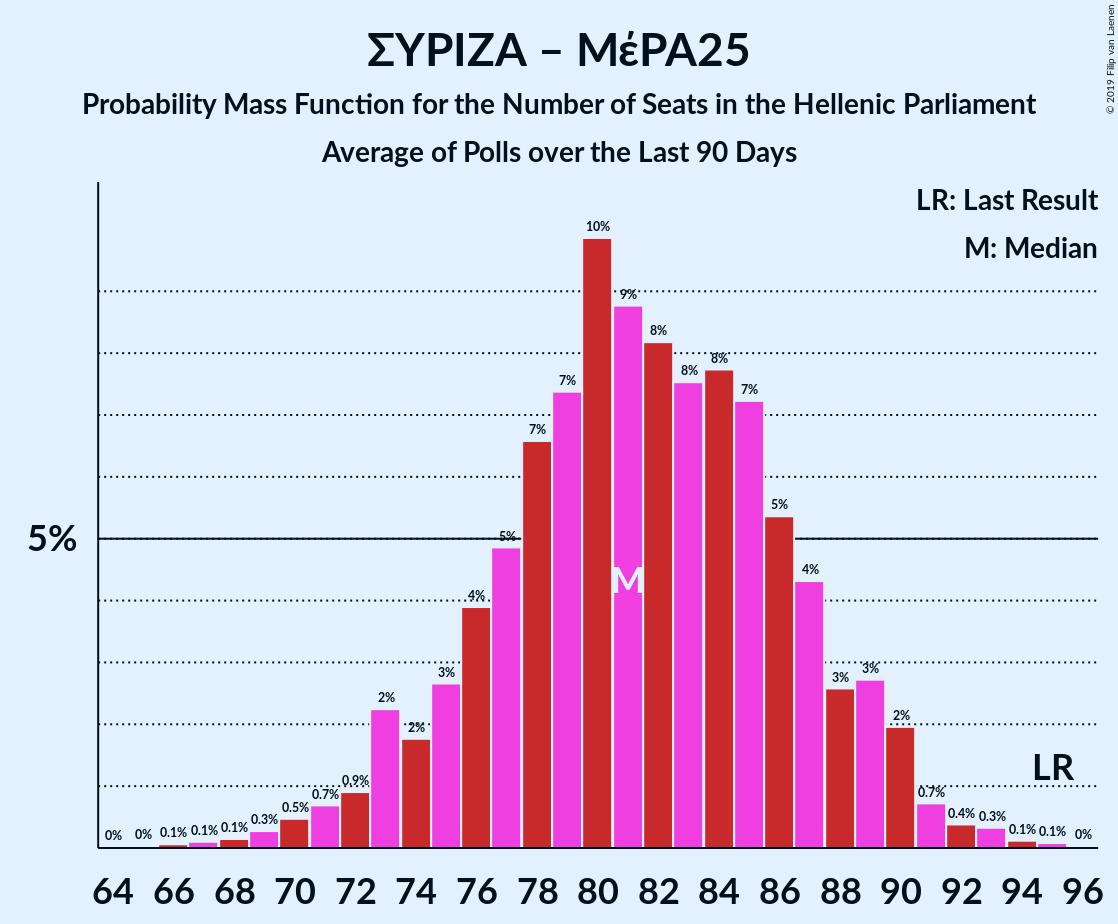 ΣΥΡΙΖΑ – ΜέΡΑ25
Probability Mass Function for the Number of Seats in the Hellenic Parliament
Average of Polls over the Last 90 Days
© 2019 Filip van Laenen
LR: Last Result
M: Median
5%
0% 0% 0.1% 0.1% 0.1% 0.3% 0.5% 0.7% 0.9% 2% 2% 3% 4% 5% 7% 7% 10% 9% 8% 8% 8% 7% 5% 4% 3% 3% 2% 0.7% 0.4% 0.3% 0.1% 0.1% 0%
M
LR
64 66 68 70 72 74 76 78 80 82 84 86 88 90 92 94 96